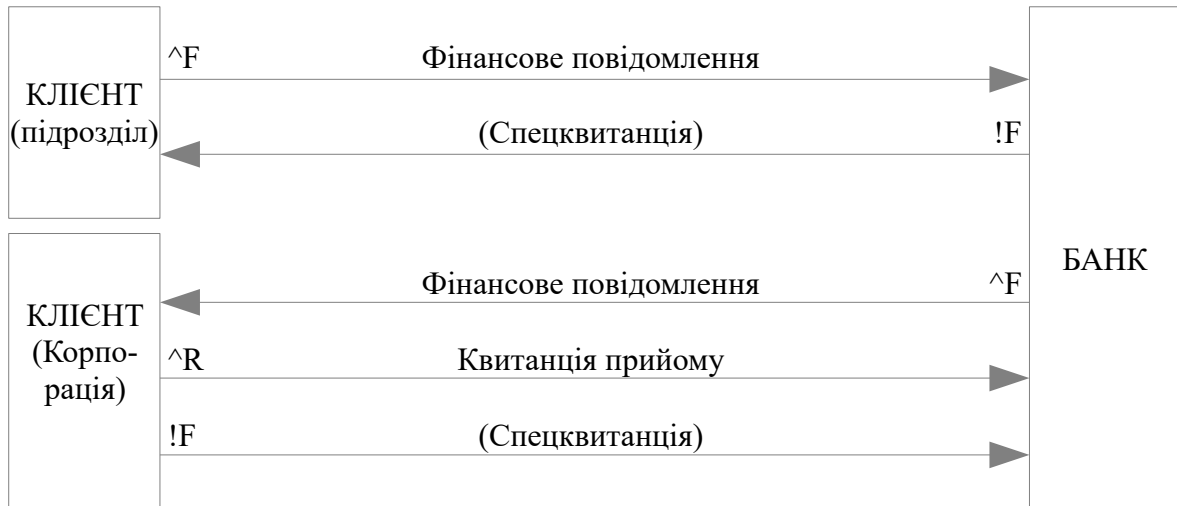 ^F Фінансове повідомлення
КЛІЄНТ
(підрозділ)
(Спецквитанція) !F
БАНК
Фінансове повідомлення ^F
КЛІЄНТ
(Корпо-
рація)
^R Квитанція прийому
!F (Спецквитанція)